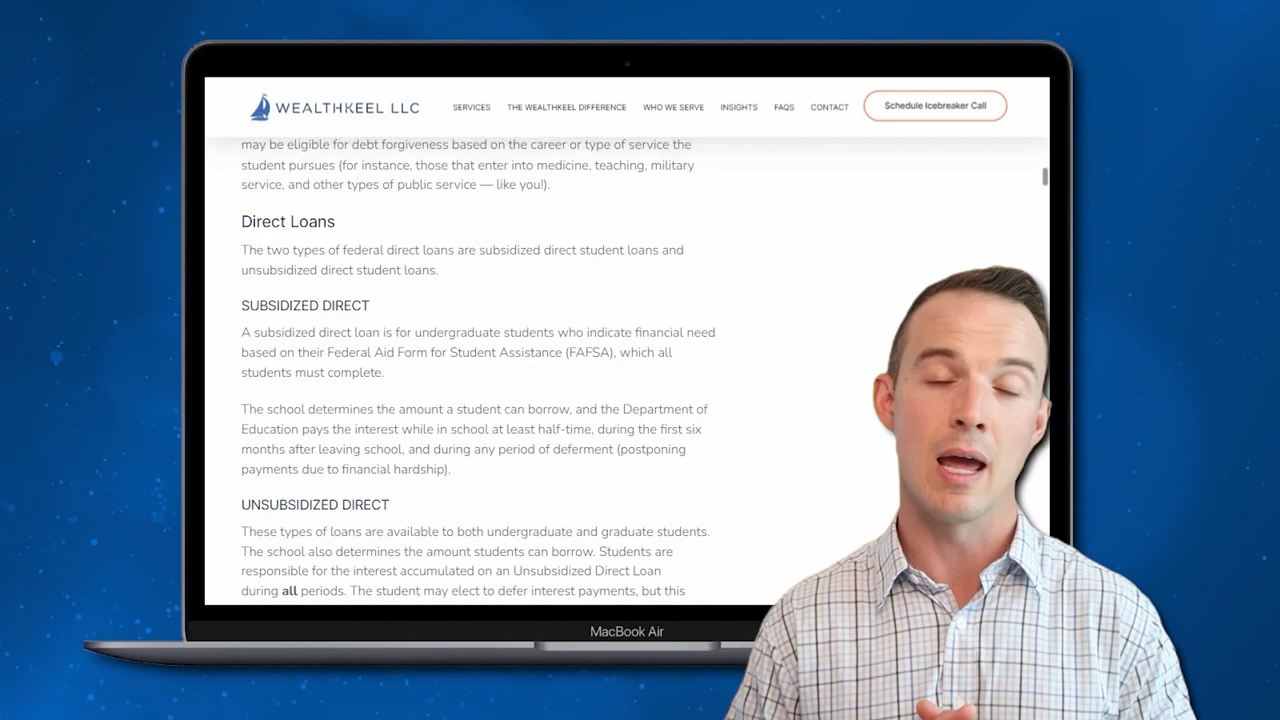 WEALTHKEEL LLC
SERVICES THE WEALTHKEEL DIFFERENCE WHO WE SERVE INSIGHTS FAQS CONTACT Schedule Icebreaker Call
may be eligible for debt forgiveness based on the career or type of service the
student pursues (for instance, those that enter into medicine, teaching, military
service, and other types of public service — like you!).
Direct Loans
The two types of federal direct loans are subsidized direct student loans and
unsubsidized direct student loans.
SUBSIDIZED DIRECT
A subsidized direct loan is for undergraduate students who indicate financial need
based on their Federal Aid Form for Student Assistance (FAFSA), which all
students must complete.
The school determines the amount a student can borrow, and the Department of
Education pays the interest while in school at least half-time, during the first six
months after leaving school, and during any period of deferment (postponing
payments due to financial hardship).
UNSUBSIDIZED DIRECT
These types of loans are available to both undergraduate and graduate students.
The school also determines the amount students can borrow. Students are
responsible for the interest accumulated on an Unsubsidized Direct Loan
during all periods. The student may elect to defer interest payments, but this
MacBook Air